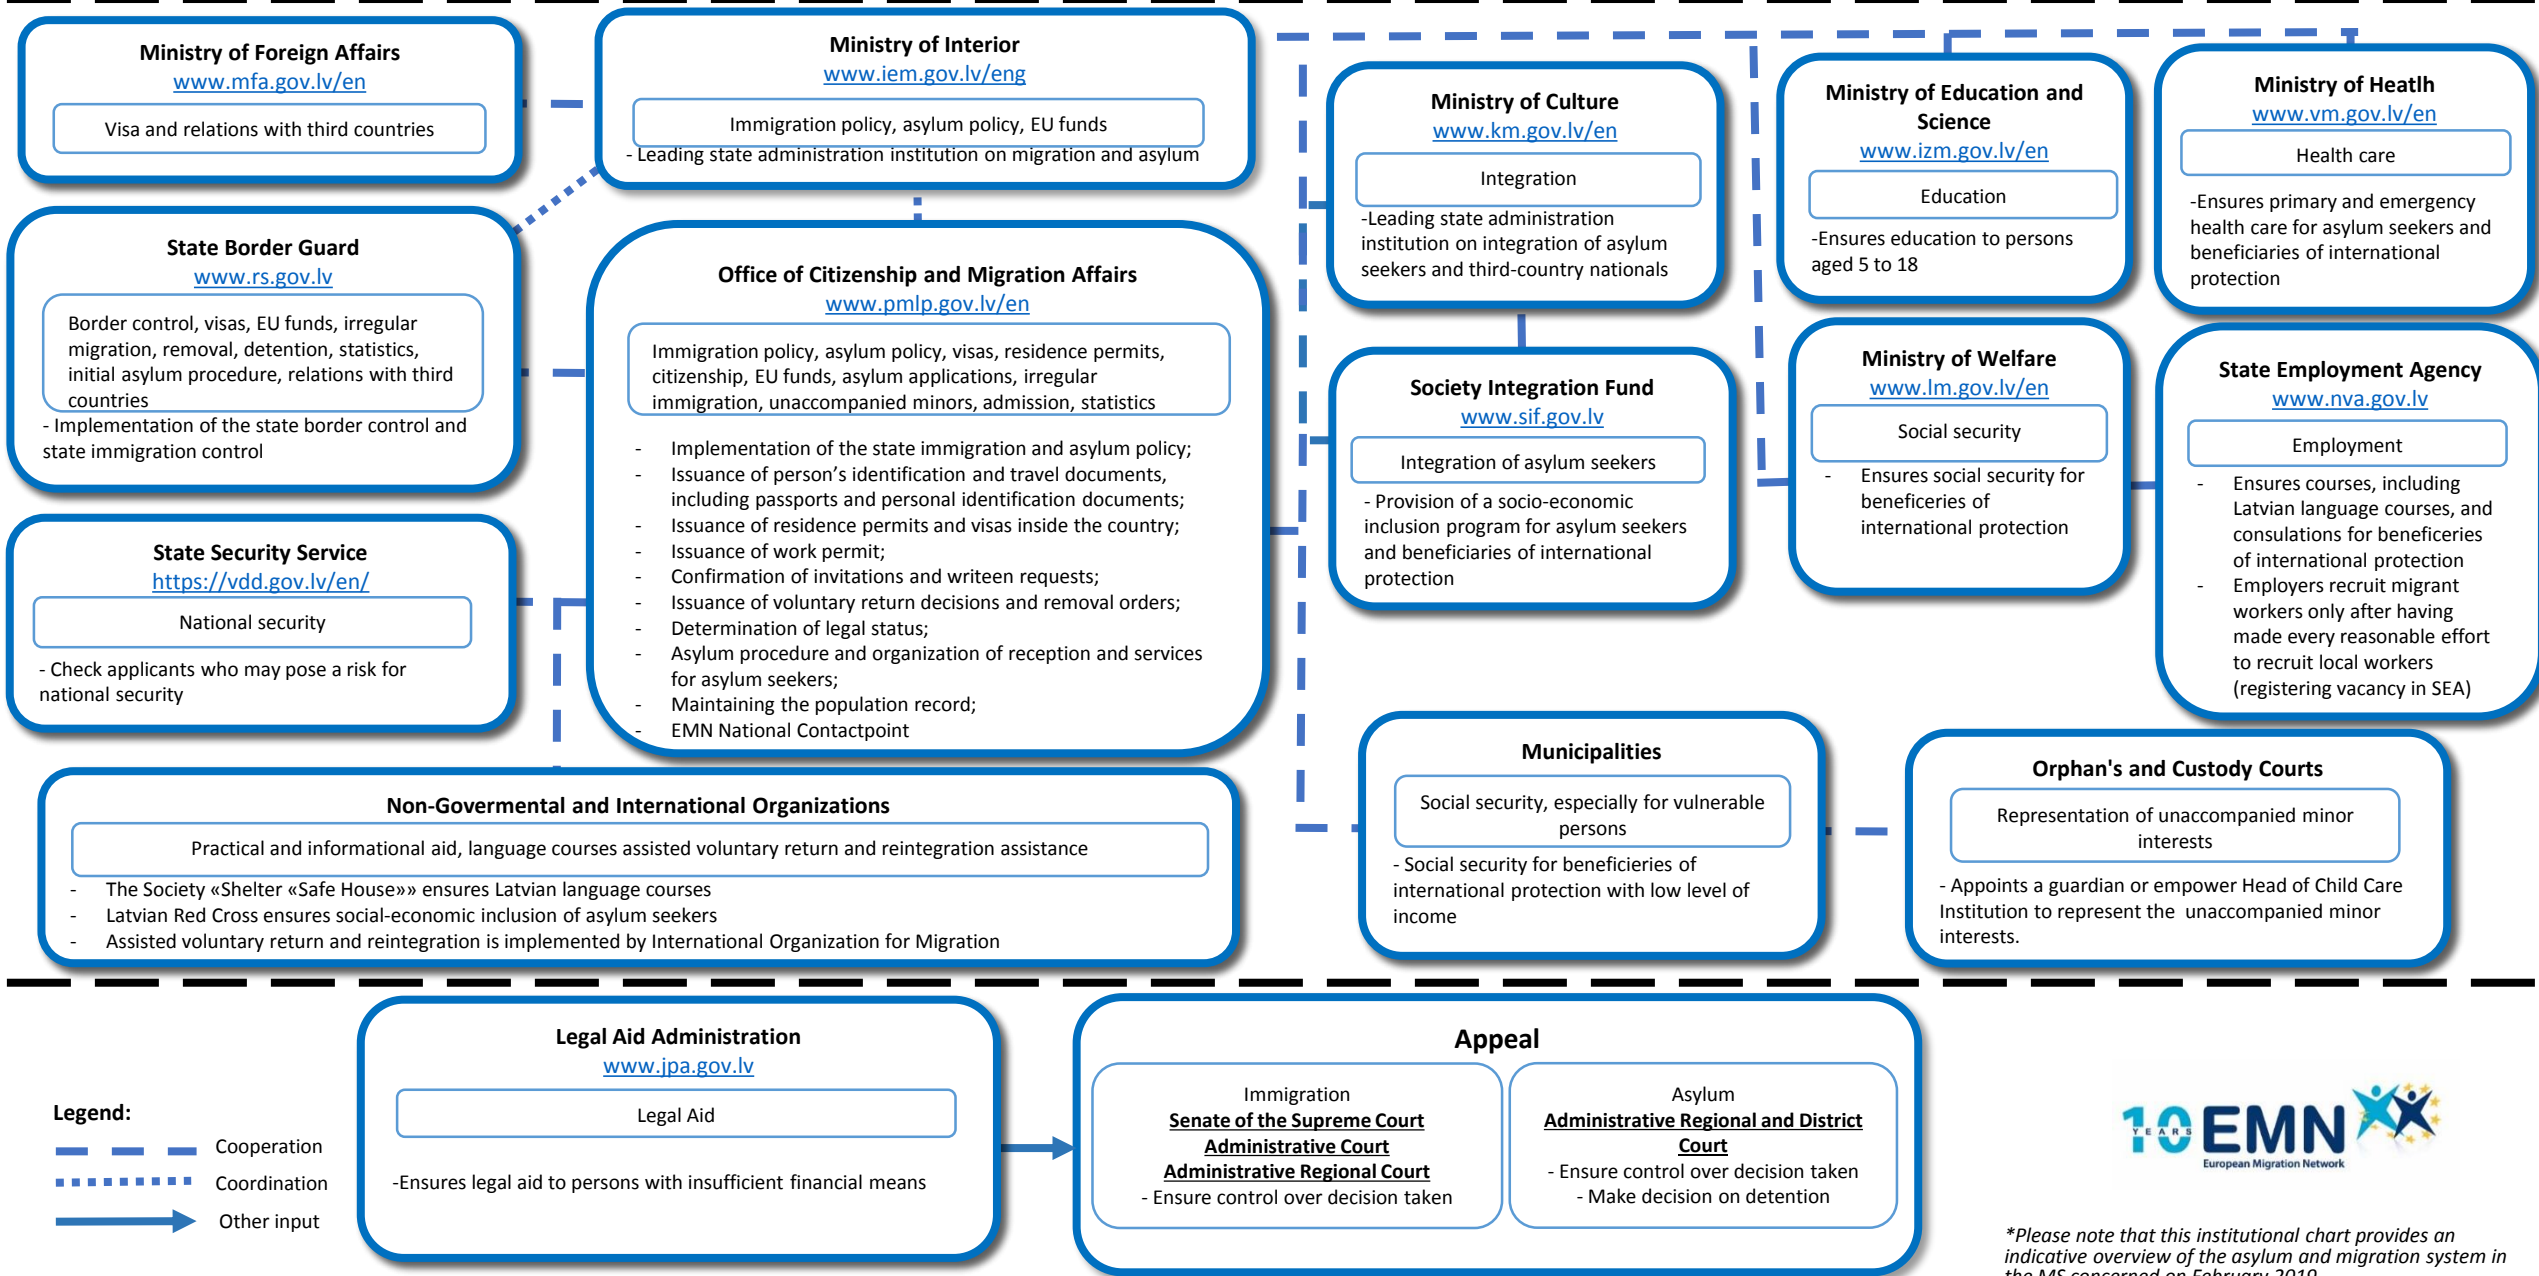 Ministry of Foreign Affairs
www.mfa.gov.lv/en
Visa and relations with third countries
Ministry of Interior
www.iem.gov.lv/eng
Immigration policy, asylum policy, EU funds
- Leading state administration institution on migration and asylum
Ministry of Culture
www.km.gov.lv/en
Integration
-Leading state administration
institution on integration of asylum
seekers and third-country nationals
Ministry of Education and
Science
www.izm.gov.lv/en
Education
-Ensures education to persons
aged 5 to 18
Ministry of Heatlh
www.vm.gov.lv/en
Health care
-Ensures primary and emergency
health care for asylum seekers and
beneficiaries of international
protection
State Border Guard
www.rs.gov.lv
Border control, visas, EU funds, irregular
migration, removal, detention, statistics,
initial asylum procedure, relations with third
countries
- Implementation of the state border control and
state immigration control
Office of Citizenship and Migration Affairs
www.pmlp.gov.lv/en
Immigration policy, asylum policy, visas, residence permits,
citizenship, EU funds, asylum applications, irregular
immigration, unaccompanied minors, admission, statistics
- Implementation of the state immigration and asylum policy;
- Issuance of person's identification and travel documents,
including passports and personal identification documents;
- Issuance of residence permits and visas inside the country;
- Issuance of work permit;
- Confirmation of invitations and writeen requests;
- Issuance of voluntary return decisions and removal orders;
- Determination of legal status;
- Asylum procedure and organization of reception and services
for asylum seekers;
- Maintaining the population record;
- EMN National Contactpoint
Society Integration Fund
www.sif.gov.lv
Integration of asylum seekers
- Provision of a socio-economic
inclusion program for asylum seekers
and beneficiaries of international
protection
Ministry of Welfare
www.lm.gov.lv/en
Social security
- Ensures social security for
beneficeries of
international protection
State Employment Agency
www.nva.gov.lv
Employment
- Ensures courses, including
Latvian language courses, and
consulations for beneficeries
of international protection
- Employers recruit migrant
workers only after having
made every reasonable effort
to recruit local workers
(registering vacancy in SEA)
State Security Service
https://vdd.gov.lv/en/
National security
- Check applicants who may pose a risk for
national security
Non-Govermental and International Organizations
Practical and informational aid, language courses assisted voluntary return and reintegration assistance
- The Society «Shelter «Safe House»» ensures Latvian language courses
- Latvian Red Cross ensures social-economic inclusion of asylum seekers
- Assisted voluntary return and reintegration is implemented by International Organization for Migration
Municipalities
Social security, especially for vulnerable
persons
- Social security for beneficieries of
international protection with low level of
income
Orphan's and Custody Courts
Representation of unaccompanied minor
interests
- Appoints a guardian or empower Head of Child Care
Institution to represent the unaccompanied minor
interests.
Legend:
Cooperation
Coordination
Other input
Legal Aid Administration
www.jpa.gov.lv
Legal Aid
-Ensures legal aid to persons with insufficient financial means
Appeal
Immigration
Senate of the Supreme Court
Administrative Court
Administrative Regional Court
- Ensure control over decision taken
Asylum
Administrative Regional and District
Court
- Ensure control over decision taken
- Make decision on detention
10 YEARS EMN
European Migration Network
*Please note that this institutional chart provides an
indicative overview of the asylum and migration system in
the MS concerned on February 2019